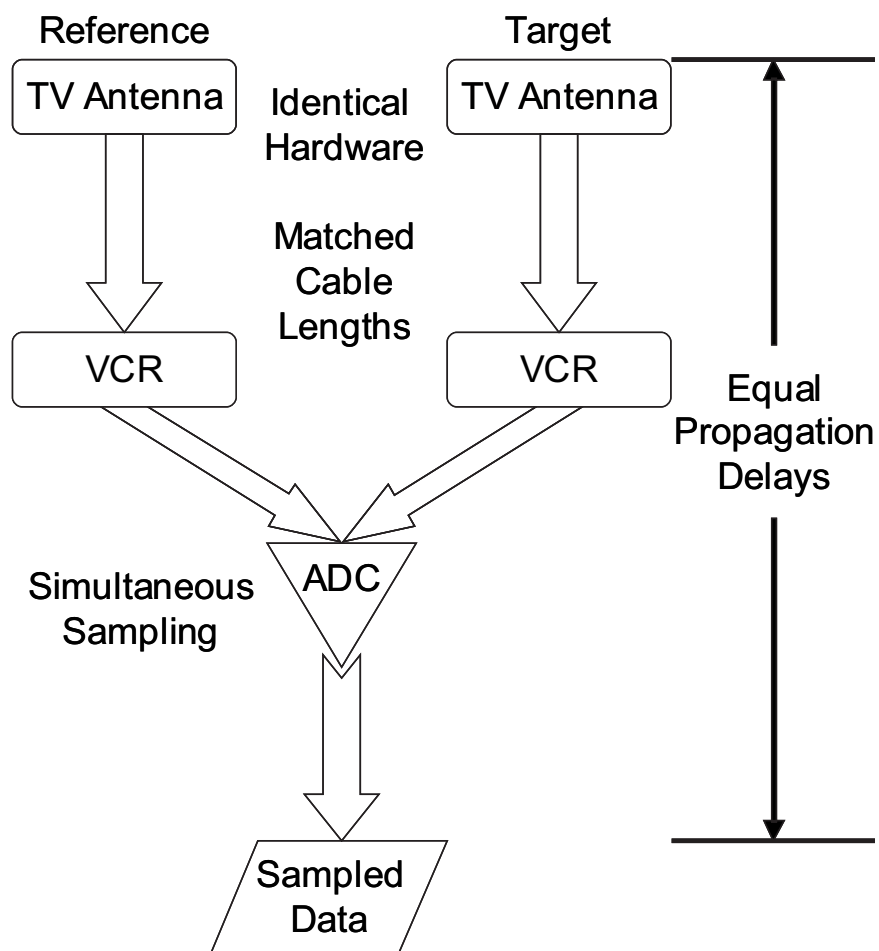 Reference
Target
TV Antenna
TV Antenna
Identical
Hardware
Matched
Cable
Lengths
VCR
VCR
Equal
Propagation
Delays
ADC
Simultaneous
Sampling
Sampled
Data